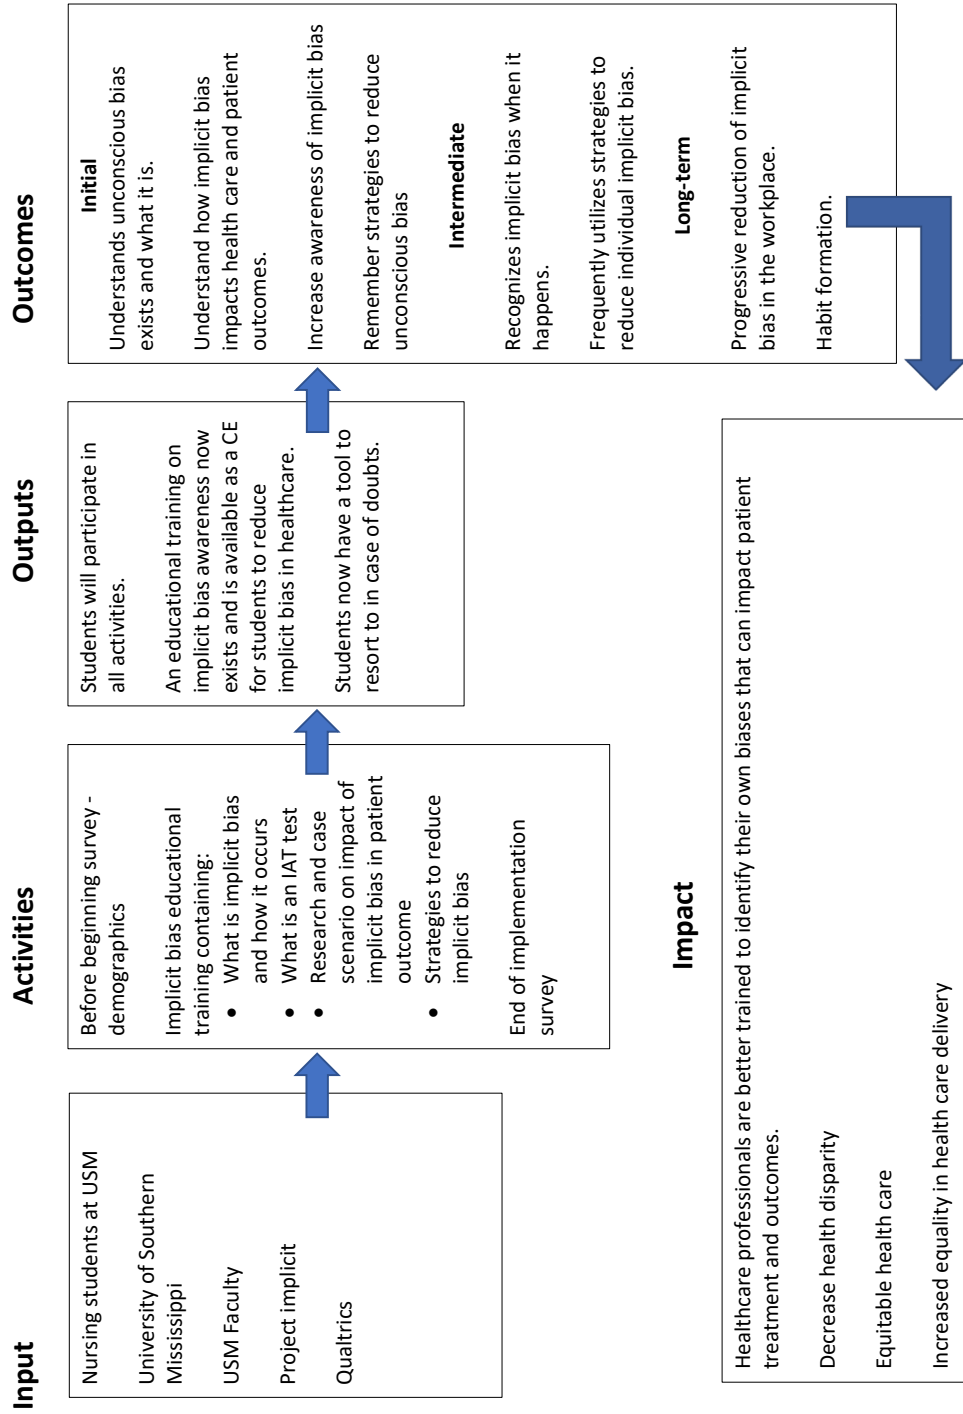 Input
Nursing students at USM
University of Southern
Mississippi
USM Faculty
Project implicit
Qualtrics
Activities
Before beginning survey -
demographics
Implicit bias educational
training containing:
• What is implicit bias
and how it occurs
• What is an IAT test
• Research and case
scenario on impact of
implicit bias in patient
outcome
• Strategies to reduce
implicit bias
End of implementation
survey
Outputs
Students will participate in
all activities.
An educational training on
implicit bias awareness now
exists and is available as a CE
for students to reduce
implicit bias in healthcare.
Students now have a tool to
resort to in case of doubts.
Outcomes
Initial
Understands unconscious bias
exists and what it is.
Understand how implicit bias
impacts health care and patient
outcomes.
Increase awareness of implicit bias
Remember strategies to reduce
unconscious bias
Intermediate
Recognizes implicit bias when it
happens.
Frequently utilizes strategies to
reduce individual implicit bias.
Long-term
Progressive reduction of implicit
bias in the workplace.
Habit formation.
Impact
Healthcare professionals are better trained to identify their own biases that can impact patient
treatment and outcomes.
Decrease health disparity
Equitable health care
Increased equality in health care delivery